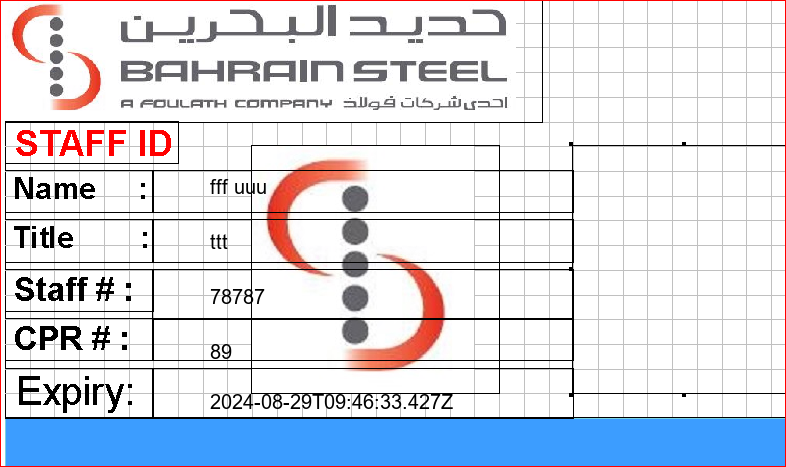 حديد البحرين
BAHRAIN STEEL
A FOULATH COMPANY احدى شركات فولاذ
STAFF ID
Name : fff uuu
Title : ttt
Staff # : 78787
CPR # : 89
Expiry: 2024-08-29T09:46:33.427Z